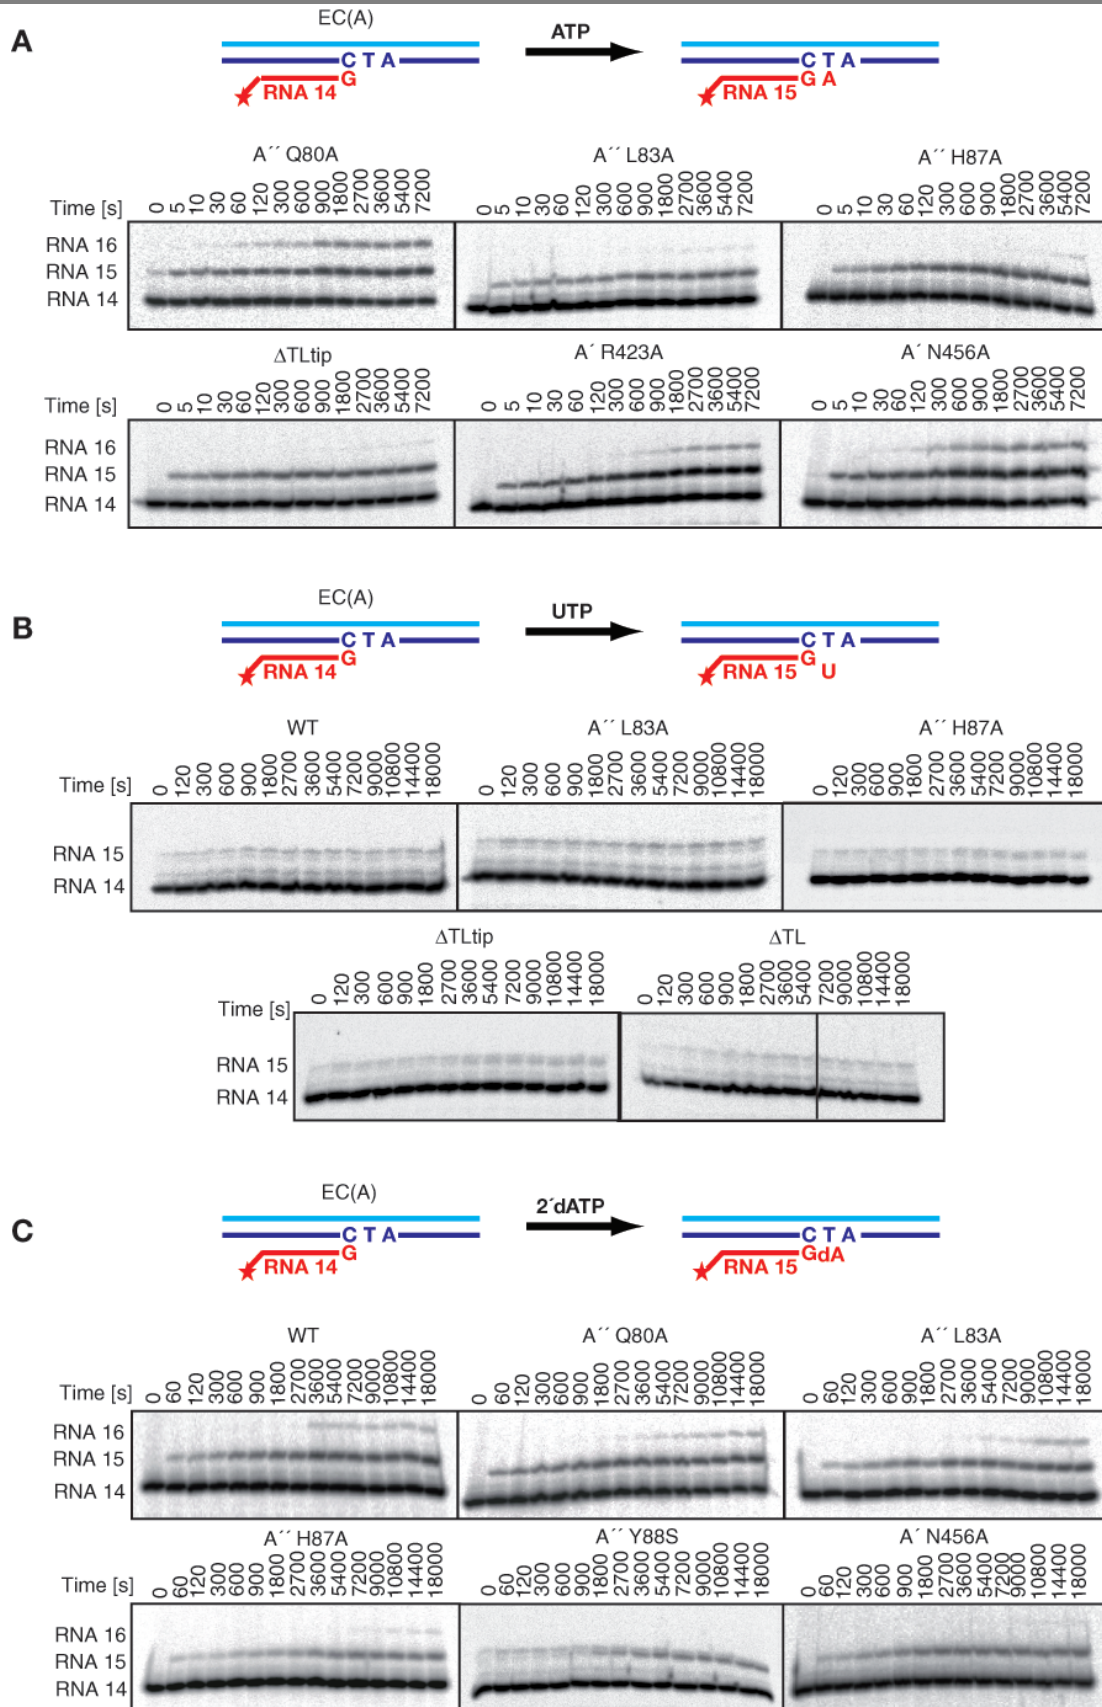 A
EC(A)
ATP
C T A
G
RNA 14
C T A
G A
RNA 15
A´´ Q80A
A´´ L83A
A´´ H87A
Time [s]
0 5 10 30 60 120 300 600 900 1800 2700 3600 5400 7200
0 5 10 30 60 120 300 600 900 1800 2700 3600 5400 7200
0 5 10 30 60 120 300 600 900 1800 2700 3600 5400 7200
RNA 16
RNA 15
RNA 14
ΔTLtip
A´ R423A
A´ N456A
Time [s]
0 5 10 30 60 120 300 600 900 1800 2700 3600 5400 7200
0 5 10 30 60 120 300 600 900 1800 2700 3600 5400 7200
0 5 10 30 60 120 300 600 900 1800 2700 3600 5400 7200
RNA 16
RNA 15
RNA 14
B
EC(A)
UTP
C T A
G
RNA 14
C T A
G
U
RNA 15
WT
A´´ L83A
A´´ H87A
Time [s]
0 120 300 600 900 1800 2700 3600 5400 7200 9000 10800 14400 18000
0 120 300 600 900 1800 2700 3600 5400 7200 9000 10800 14400 18000
0 120 300 600 900 1800 2700 3600 5400 7200 9000 10800 14400 18000
RNA 15
RNA 14
ΔTLtip
ΔTL
Time [s]
0 120 300 600 900 1800 2700 3600 5400 7200 9000 10800 14400 18000
0 120 300 600 900 1800 2700 3600 5400 7200 9000 10800 14400 18000
RNA 15
RNA 14
C
EC(A)
2´dATP
C T A
G
RNA 14
C T A
GdA
RNA 15
WT
A´´ Q80A
A´´ L83A
Time [s]
0 60 120 300 600 900 1800 2700 3600 5400 7200 9000 10800 14400 18000
0 60 120 300 600 900 1800 2700 3600 5400 7200 9000 10800 14400 18000
0 60 120 300 600 900 1800 2700 3600 5400 7200 9000 10800 14400 18000
RNA 16
RNA 15
RNA 14
A´´ H87A
A´´ Y88S
A´ N456A
Time [s]
0 60 120 300 600 900 1800 2700 3600 5400 7200 9000 10800 14400 18000
0 60 120 300 600 900 1800 2700 3600 5400 7200 9000 10800 14400 18000
0 60 120 300 600 900 1800 2700 3600 5400 7200 9000 10800 14400 18000
RNA 16
RNA 15
RNA 14